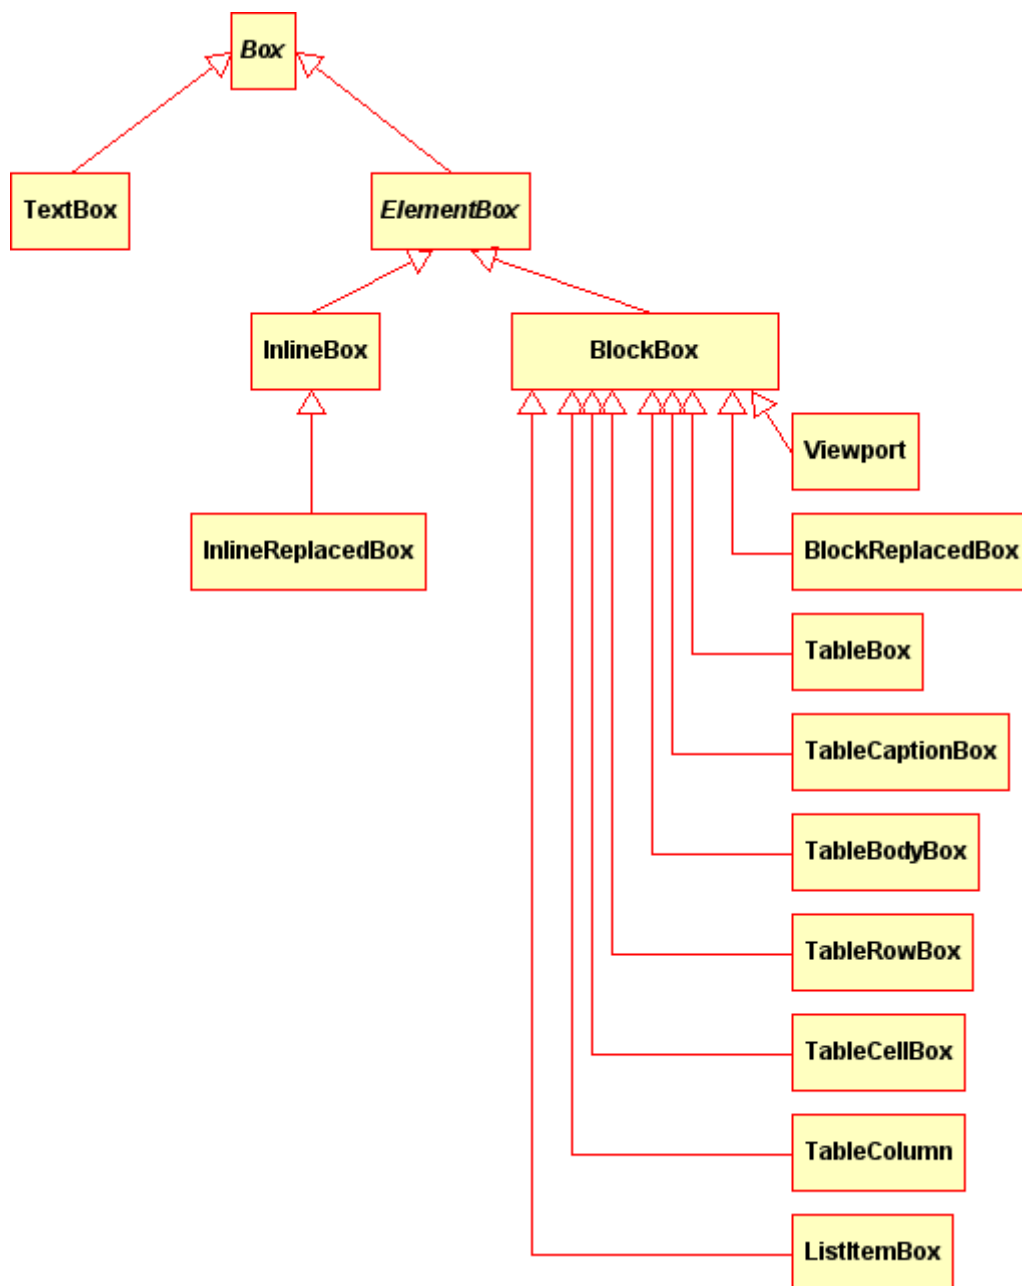 Box
TextBox
ElementBox
InlineBox
BlockBox
Viewport
InlineReplacedBox
BlockReplacedBox
TableBox
TableCaptionBox
TableBodyBox
TableRowBox
TableCellBox
TableColumn
ListItemBox